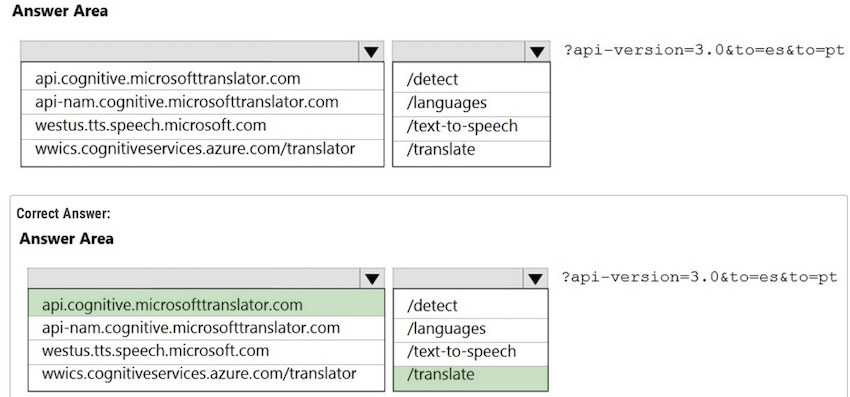 Answer Area
?api-version=3.0&to=es&to=pt
api.cognitive.microsofttranslator.com /detect
api-nam.cognitive.microsofttranslator.com /languages
westus.tts.speech.microsoft.com /text-to-speech
wwics.cognitiveservices.azure.com/translator /translate
Correct Answer:
Answer Area
?api-version=3.0&to=es&to=pt
api.cognitive.microsofttranslator.com /detect
api-nam.cognitive.microsofttranslator.com /languages
westus.tts.speech.microsoft.com /text-to-speech
wwics.cognitiveservices.azure.com/translator /translate